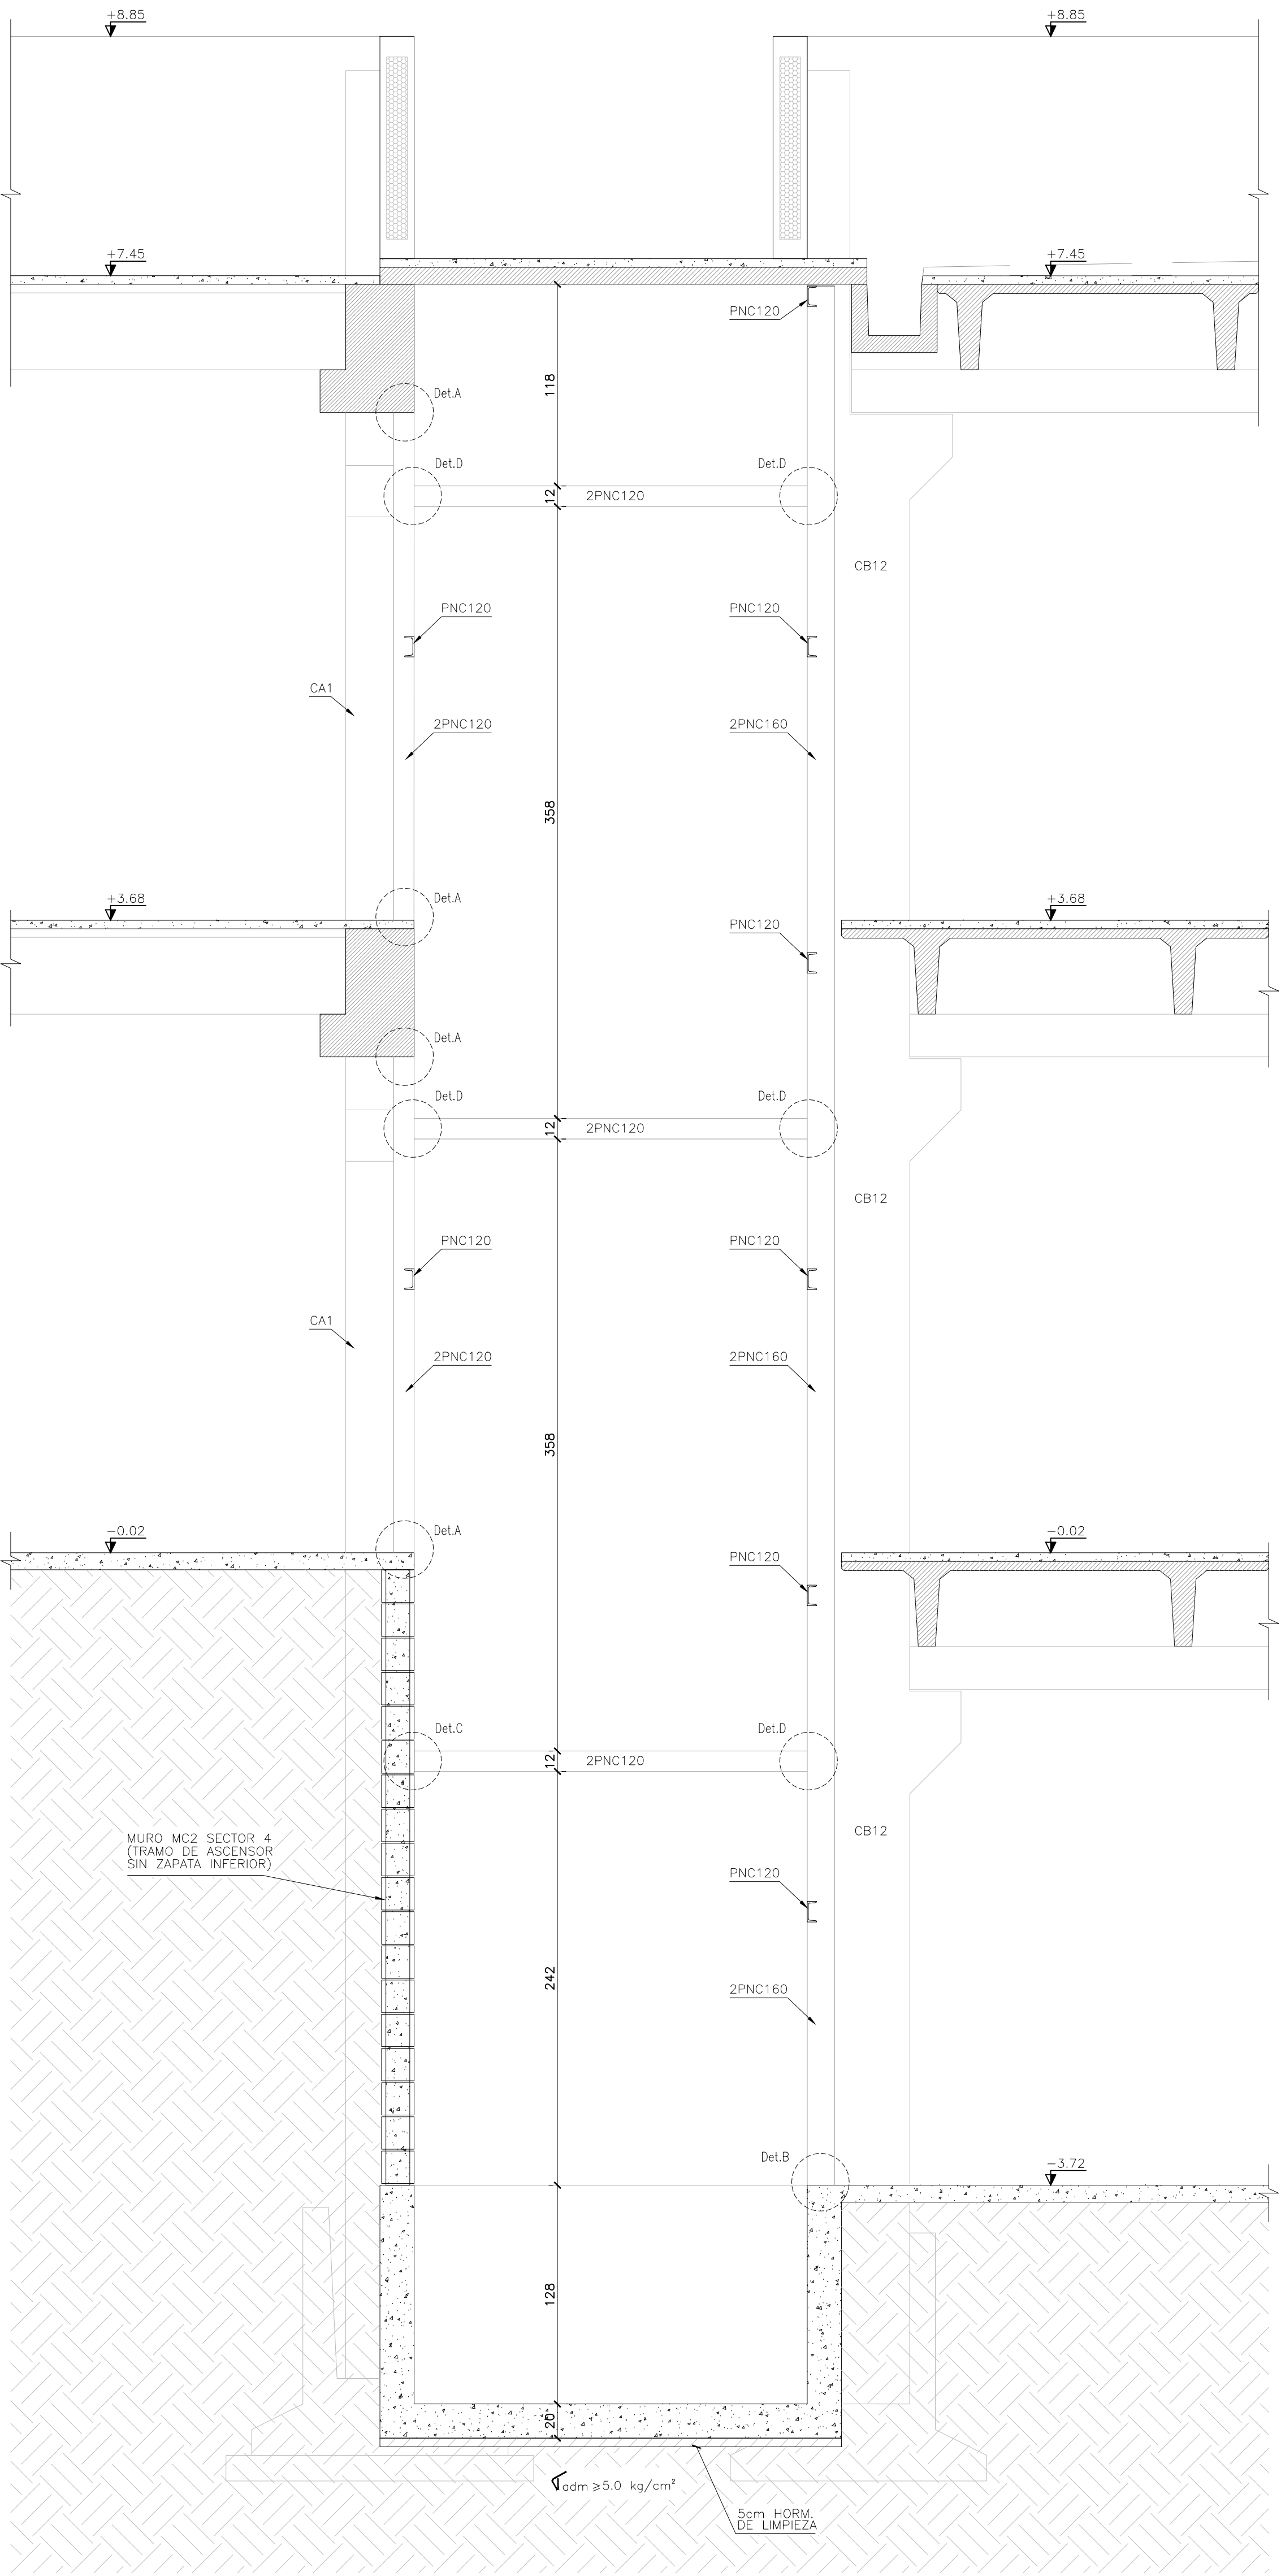 +8.85
+8.85
+7.45
+7.45
PNC120
118
Det.A
Det.D
Det.D
12
2PNC120
CB12
PNC120
PNC120
CA1
2PNC120
2PNC160
358
Det.A
+3.68
+3.68
PNC120
Det.A
Det.D
Det.D
12
2PNC120
CB12
PNC120
PNC120
CA1
2PNC120
2PNC160
358
Det.A
-0.02
-0.02
PNC120
Det.C
Det.D
12
2PNC120
CB12
MURO MC2 SECTOR 4
(TRAMO DE ASCENSOR
SIN ZAPATA INFERIOR)
PNC120
242
2PNC160
Det.B
-3.72
128
20
adm ≥5.0 kg/cm²
5cm HORM.
DE LIMPIEZA